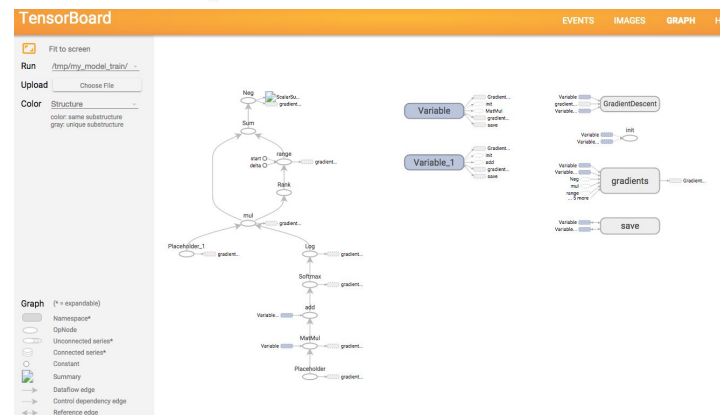 TensorBoard
EVENTS IMAGES GRAPH H
Fit to screen
Run /tmp/my_model_train/
Upload Choose File
Color Structure
color: same substructure
gray: unique substructure
Neg
ScalarSu...
gradient...
Sum
range
start
delta
gradient...
Rank
mul
gradient...
Placeholder_1
gradient...
Log
gradient...
Softmax
gradient...
add
Variable...
MatMul
Variable
gradient...
Placeholder
gradient...
Variable
Gradient...
init
MatMul
gradient...
save
Variable_1
Gradient...
init
add
gradient...
save
Variable
gradient...
Variable...
GradientDescent
init
Variable
Variable...
Variable
Variable...
Neg
mul
range
... 5 more
gradients
Gradient...
Variable
Variable...
save
Graph (* = expandable)
Namespace*
OpNode
Unconnected series*
Connected series*
Constant
Summary
Dataflow edge
Control dependency edge
Reference edge